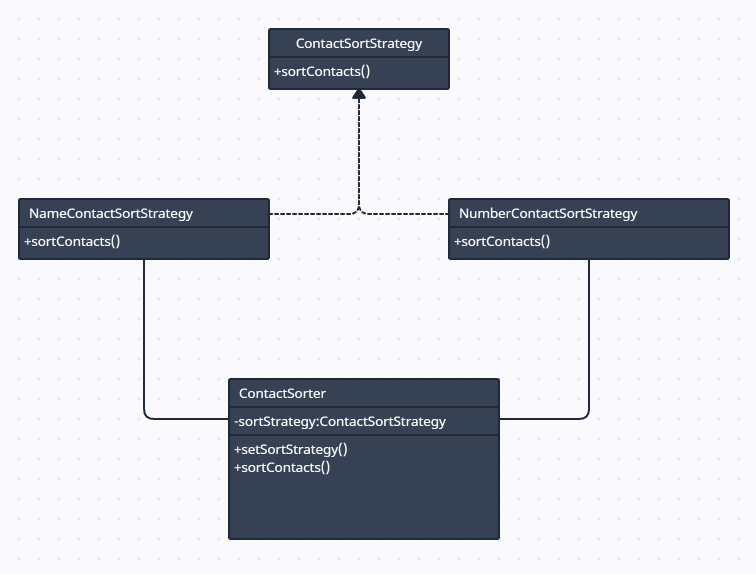 ContactSortStrategy
+sortContacts()
NameContactSortStrategy
+sortContacts()
NumberContactSortStrategy
+sortContacts()
ContactSorter
-sortStrategy:ContactSortStrategy
+setSortStrategy()
+sortContacts()